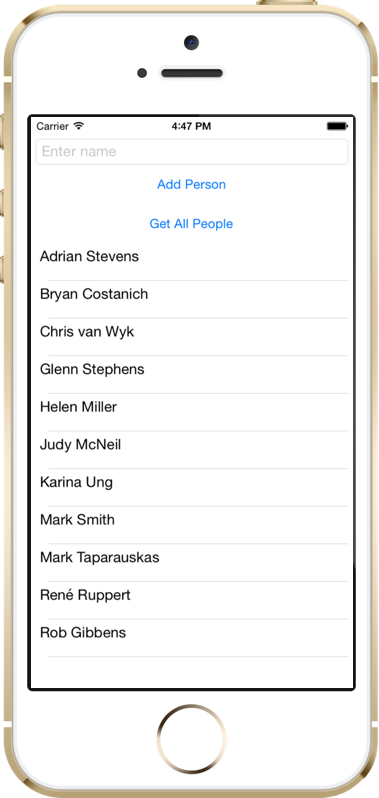 Carrier 4:47 PM
Enter name
Add Person
Get All People
Adrian Stevens
Bryan Costanich
Chris van Wyk
Glenn Stephens
Helen Miller
Judy McNeil
Karina Ung
Mark Smith
Mark Taparauskas
René Ruppert
Rob Gibbens